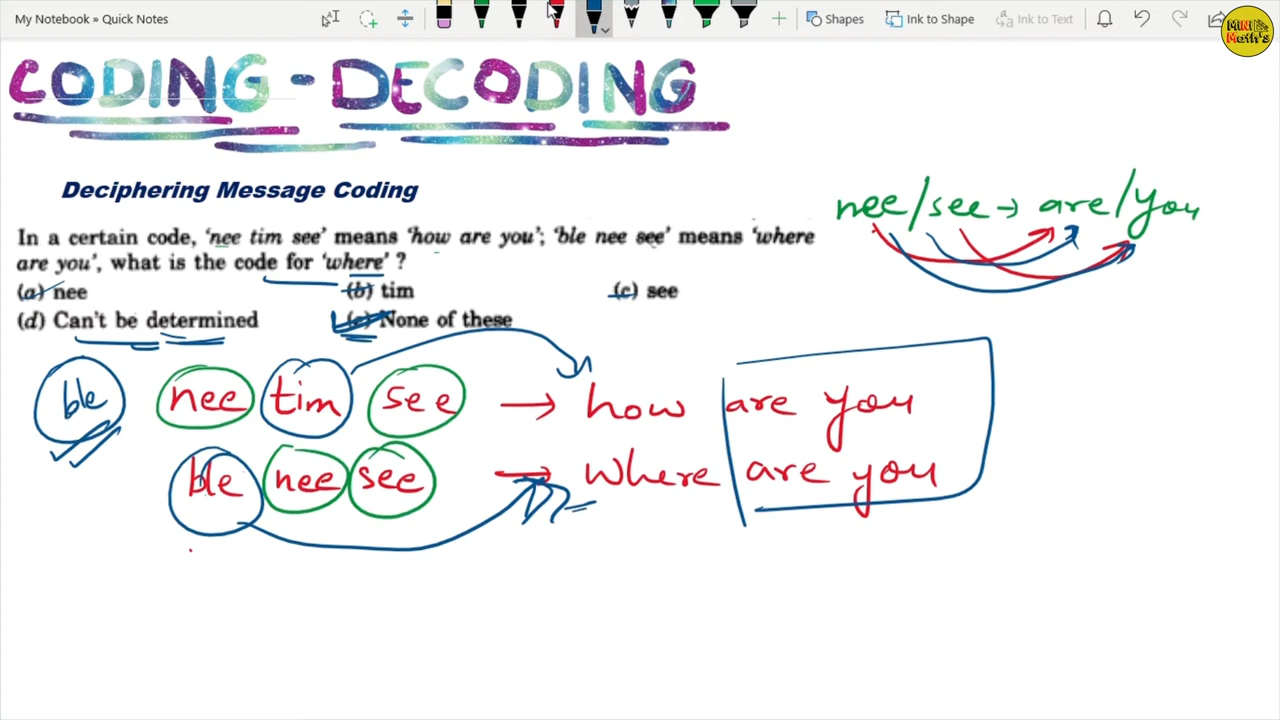 My Notebook » Quick Notes
Shapes
Ink to Shape
Ink to Text
MiNi
Math's
CODING - DECODING
Deciphering Message Coding
nee/see → are/you
In a certain code, 'nee tim see' means 'how are you'; 'ble nee see' means 'where
are you', what is the code for 'where' ?
(a) nee (b) tim (c) see
(d) Can't be determined (e) None of these
ble nee tim see → how are you
ble nee see → where are you